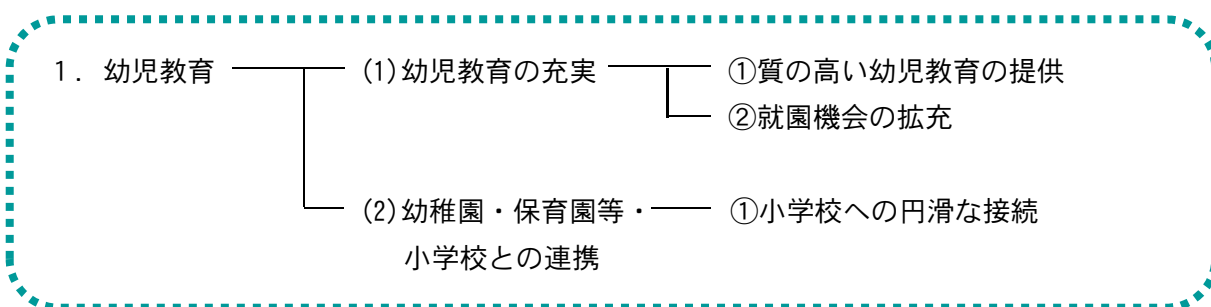 1．幼児教育 (1)幼児教育の充実 ①質の高い幼児教育の提供
②就園機会の拡充
(2)幼稚園・保育園等・ ①小学校への円滑な接続
小学校との連携